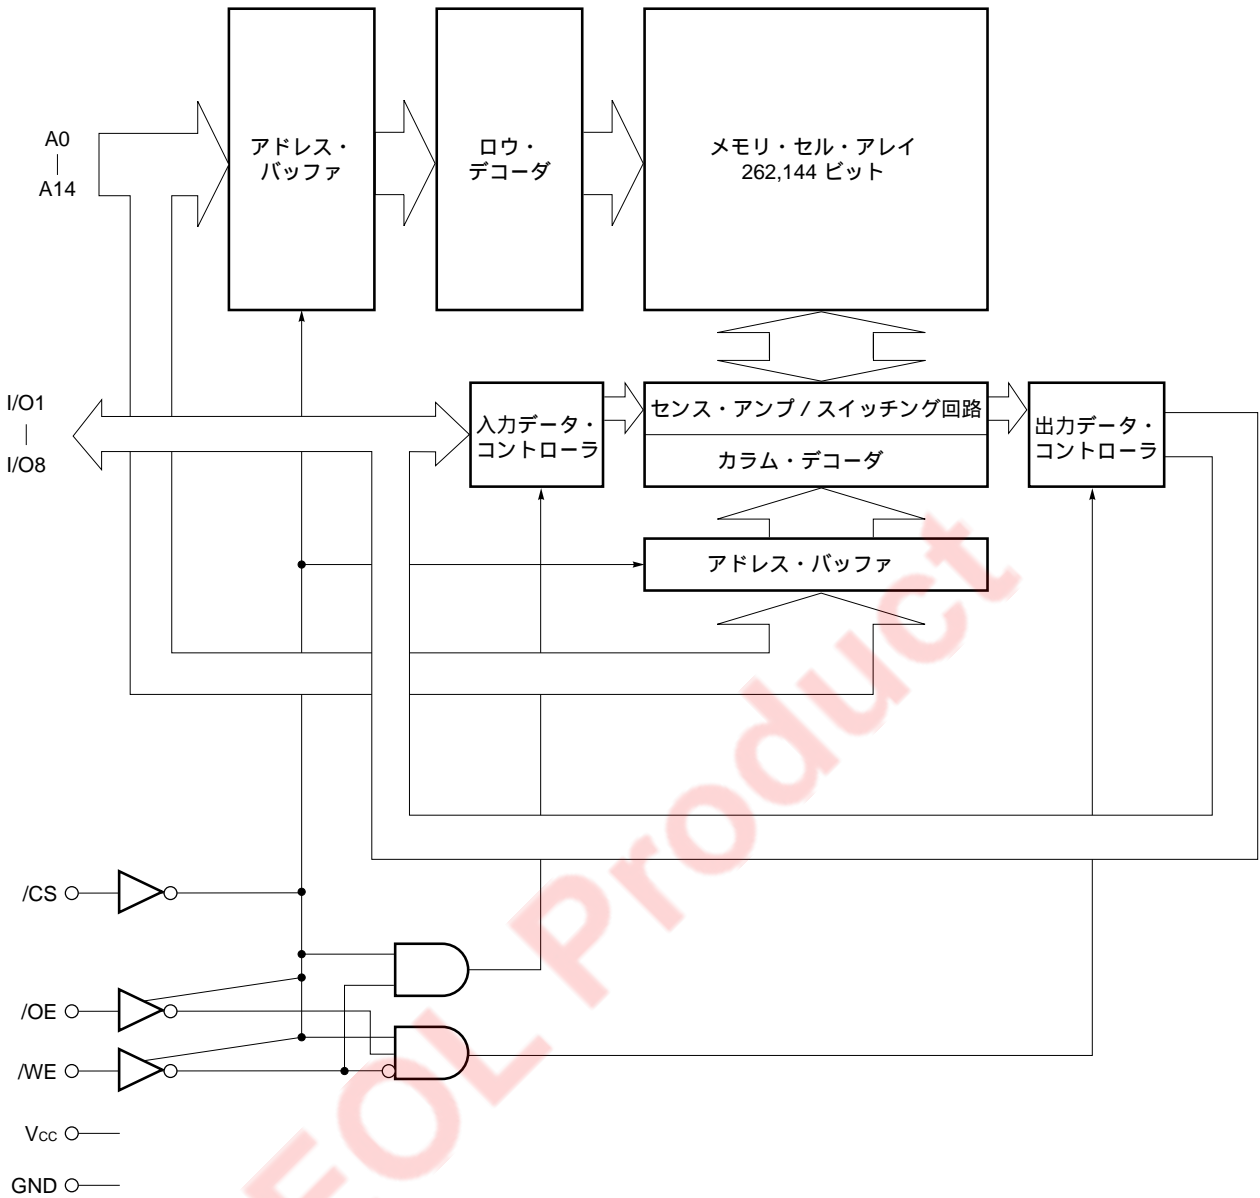 A0
A14
アドレス・
バッファ
ロウ・
デコーダ
メモリ・セル・アレイ
262,144 ビット
I/O1
I/O8
入力データ・
コントローラ
センス・アンプ / スイッチング回路
カラム・デコーダ
出力データ・
コントローラ
アドレス・バッファ
/CS
/OE
/WE
VCC
GND
EOL Product